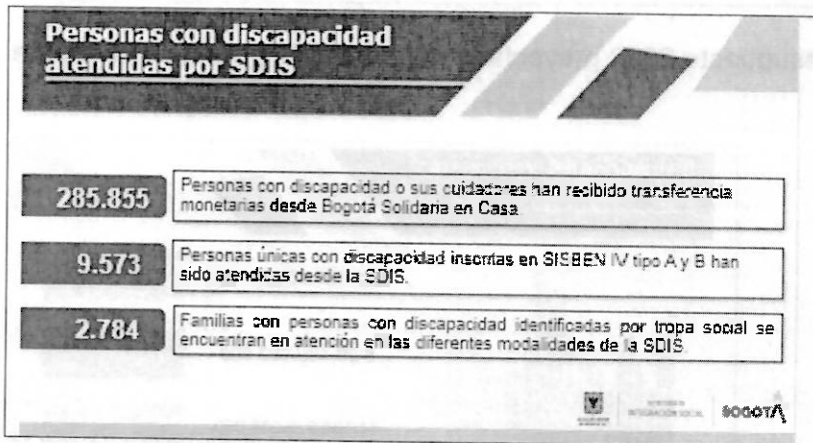 Personas con discapacidad
atendidas por SDIS
285.855
Personas con discapacidad o sus cuidadores han recibido transferencia
monetarias desde Bogotá Solidaria en Casa
9.573
Personas únicas con discapacidad inscritas en SISBEN IV tipo A y B han
sido atendidas desde la SDIS.
2.784
Familias con personas con discapacidad identificadas por tropa social se
encuentran en atención en las diferentes modalidades de la SDIS.
INTEGRACIÓN SOCIAL
BOGOTÁ